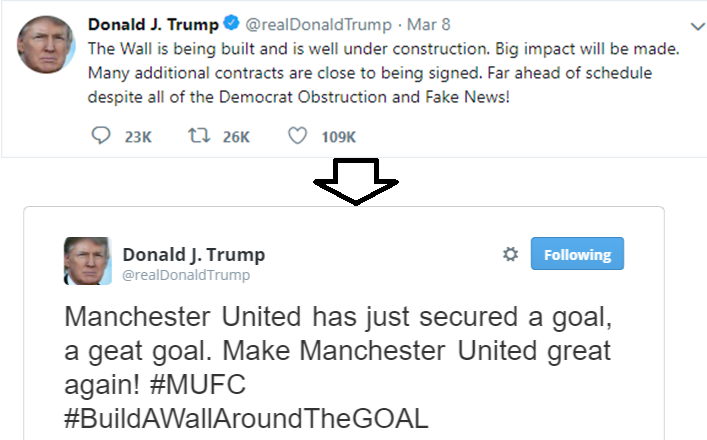 Donald J. Trump @realDonaldTrump · Mar 8
The Wall is being built and is well under construction. Big impact will be made.
Many additional contracts are close to being signed. Far ahead of schedule
despite all of the Democrat Obstruction and Fake News!
23K 26K 109K
Donald J. Trump
@realDonaldTrump
Following
Manchester United has just secured a goal,
a geat goal. Make Manchester United great
again! #MUFC
#BuildAWallAroundTheGOAL